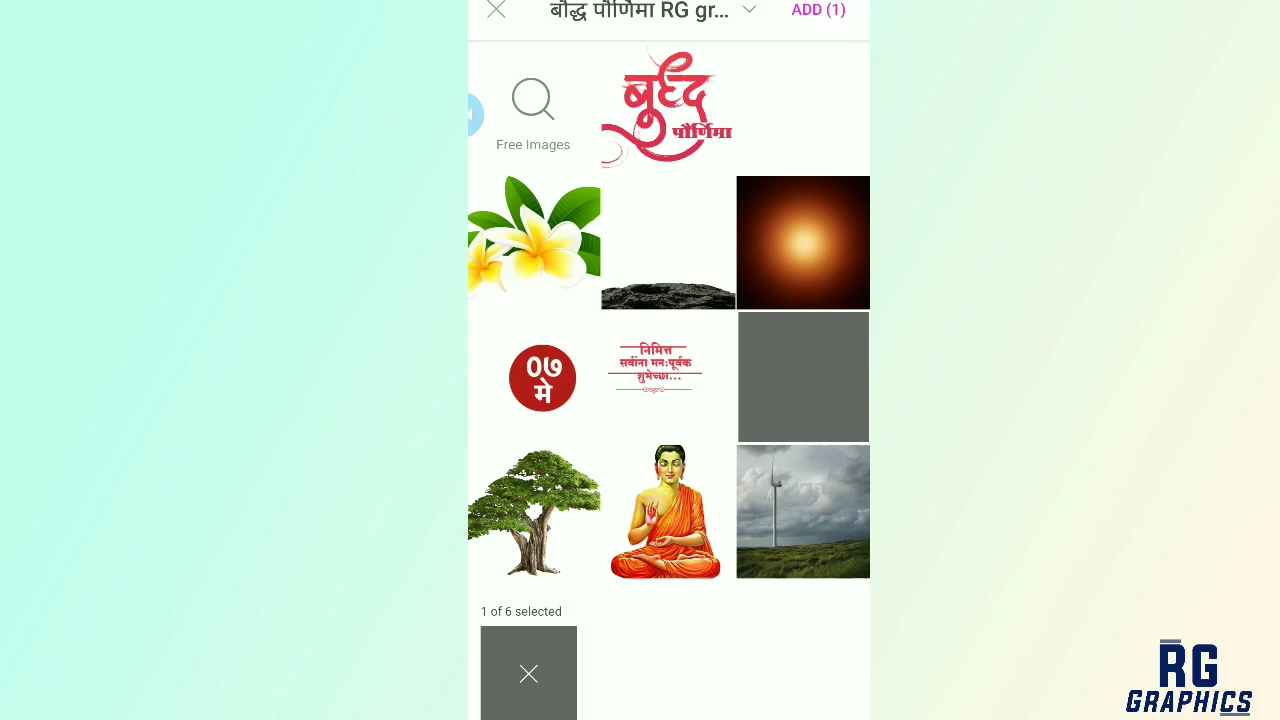 बौद्ध पौर्णिमा RG gr...
ADD (1)
Free Images
बुध्द
पौर्णिमा
०७
मे
निमित्त
सर्वांना मनःपूर्वक
शुभेच्छा...
1 of 6 selected
RG
GRAPHICS